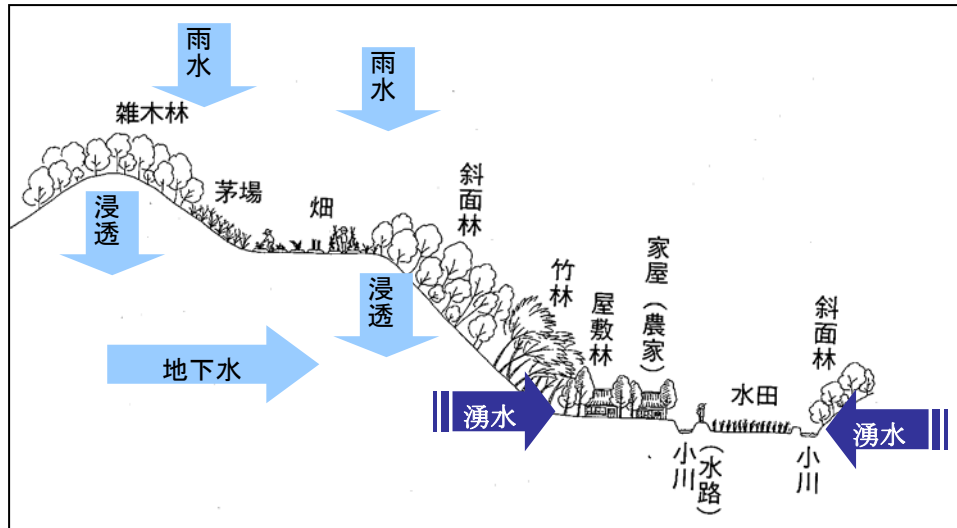 雨水
雨水
雑木林
斜面林
茅場
畑
浸透
家屋（農家）
竹林
屋敷林
浸透
斜面林
地下水
水田
湧水
湧水
小川
（水路）
小川